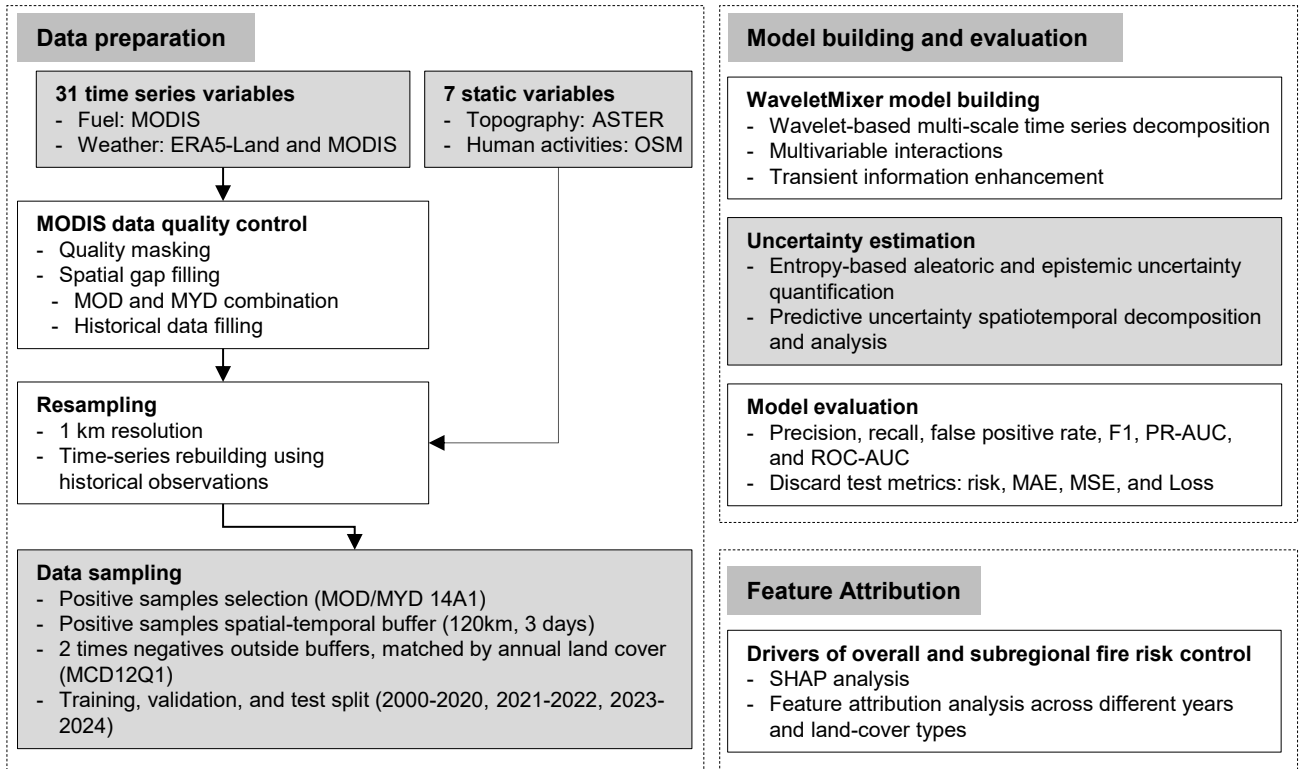 Data preparation
31 time series variables
- Fuel: MODIS
- Weather: ERA5-Land and MODIS
7 static variables
- Topography: ASTER
- Human activities: OSM
MODIS data quality control
- Quality masking
- Spatial gap filling
- MOD and MYD combination
- Historical data filling
Resampling
- 1 km resolution
- Time-series rebuilding using
historical observations
Data sampling
- Positive samples selection (MOD/MYD 14A1)
- Positive samples spatial-temporal buffer (120km, 3 days)
- 2 times negatives outside buffers, matched by annual land cover
(MCD12Q1)
- Training, validation, and test split (2000-2020, 2021-2022, 2023-
2024)
Model building and evaluation
WaveletMixer model building
- Wavelet-based multi-scale time series decomposition
- Multivariable interactions
- Transient information enhancement
Uncertainty estimation
- Entropy-based aleatoric and epistemic uncertainty
quantification
- Predictive uncertainty spatiotemporal decomposition
and analysis
Model evaluation
- Precision, recall, false positive rate, F1, PR-AUC,
and ROC-AUC
- Discard test metrics: risk, MAE, MSE, and Loss
Feature Attribution
Drivers of overall and subregional fire risk control
- SHAP analysis
- Feature attribution analysis across different years
and land-cover types